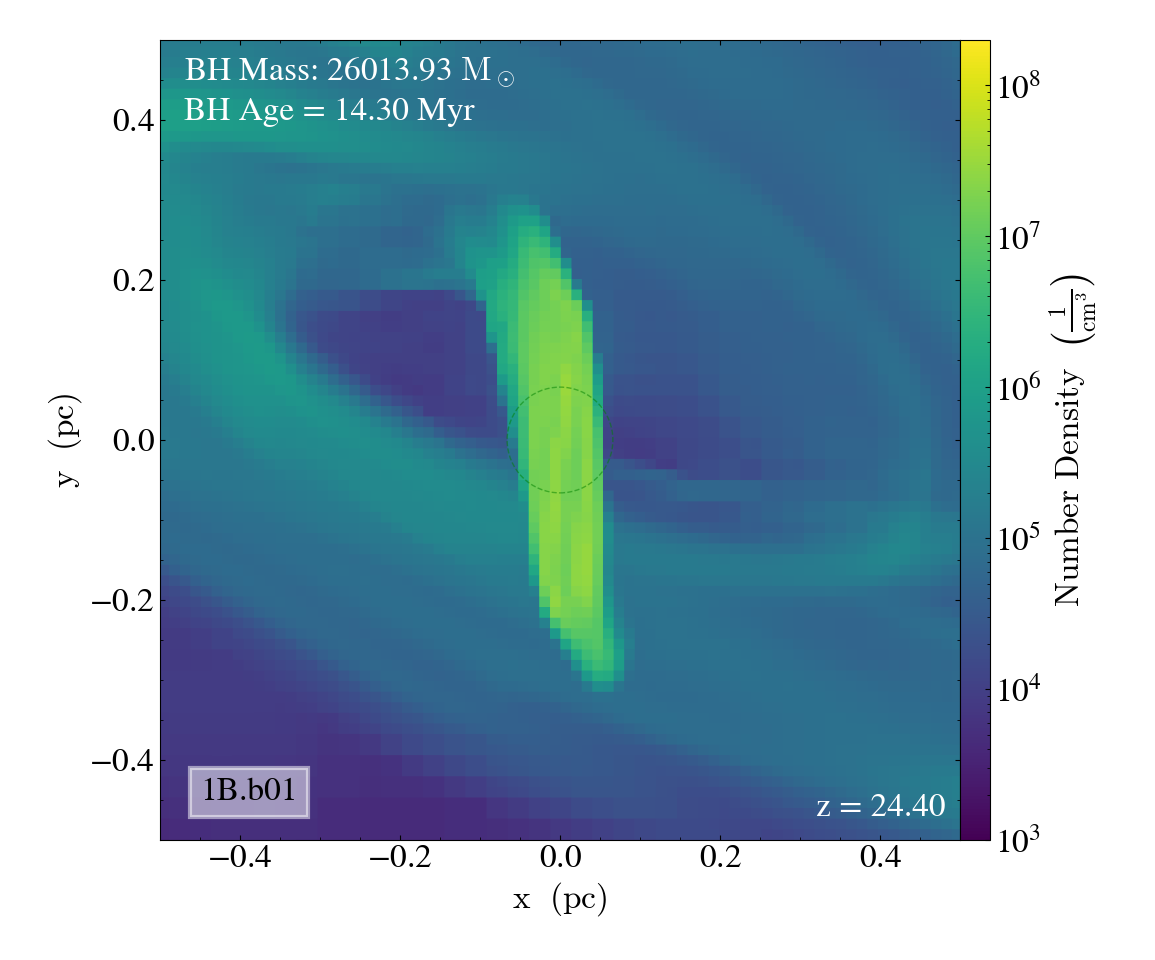 BH Mass: 26013.93 M⊙
BH Age = 14.30 Myr
0.4
0.2
0.0
−0.2
−0.4
y (pc)
1B.b01
z = 24.40
−0.4 −0.2 0.0 0.2 0.4
x (pc)
10⁸
10⁷
10⁶
10⁵
10⁴
10³
Number Density (1/cm³)